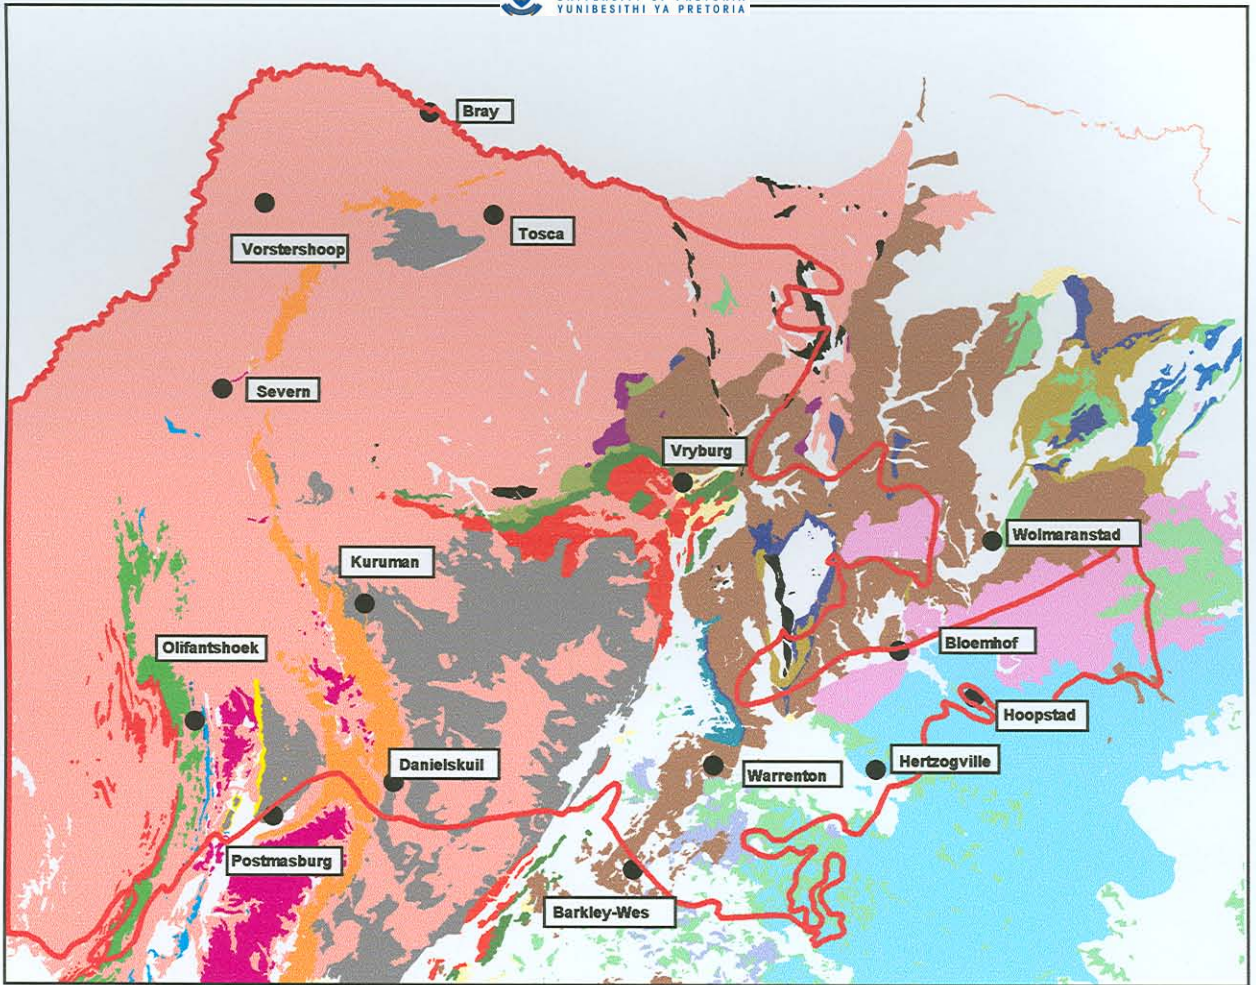 YUNIBESITHI YA PRETORIA
Bray
Tosca
Vorstershoop
Severn
Vryburg
Wolmaranstad
Kuruman
Olifantshoek
Bloemhof
Hoopstad
Danielskuil
Hertzogville
Warrenton
Postmasburg
Barkley-Wes